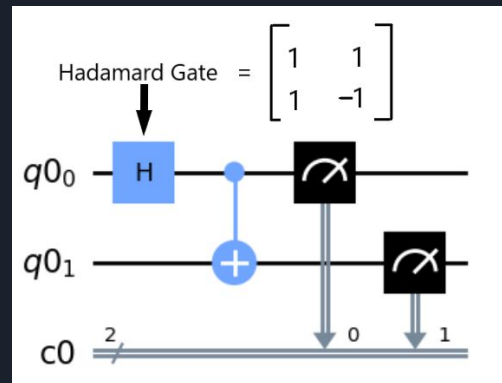 Hadamard Gate = [ 1 1
1 -1 ]
H
q0₀
q0₁
2
0
1
c0